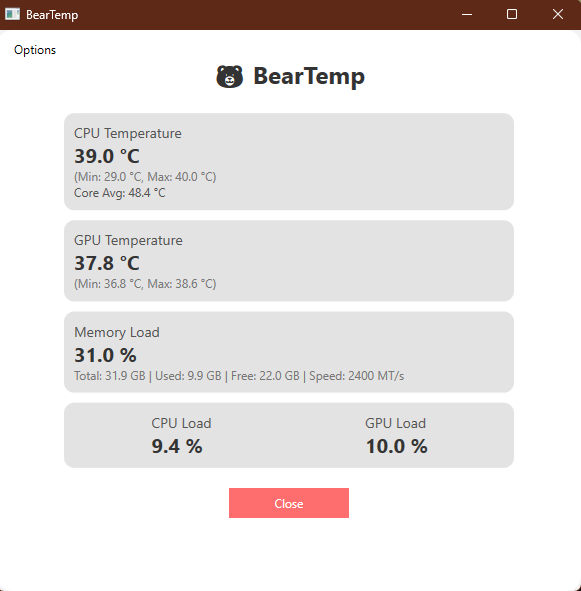 BearTemp
Options
BearTemp
CPU Temperature
39.0 °C
(Min: 29.0 °C, Max: 40.0 °C)
Core Avg: 48.4 °C
GPU Temperature
37.8 °C
(Min: 36.8 °C, Max: 38.6 °C)
Memory Load
31.0 %
Total: 31.9 GB | Used: 9.9 GB | Free: 22.0 GB | Speed: 2400 MT/s
CPU Load
9.4 %
GPU Load
10.0 %
Close